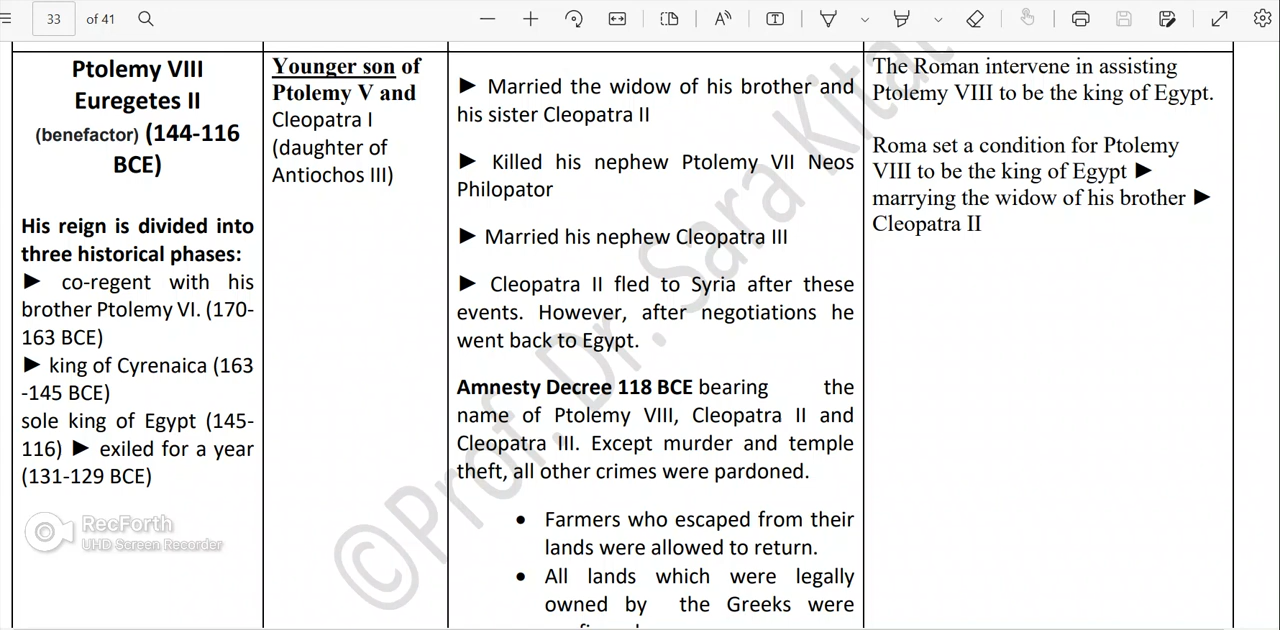 33 of 41
Ptolemy VIII
Euregetes II
(benefactor) (144-116
BCE)
His reign is divided into
three historical phases:
► co-regent with his
brother Ptolemy VI. (170-
163 BCE)
► king of Cyrenaica (163
-145 BCE)
sole king of Egypt (145-
116) ► exiled for a year
(131-129 BCE)
RecForth
UHD Screen Recorder
Younger son of
Ptolemy V and
Cleopatra I
(daughter of
Antiochos III)
► Married the widow of his brother and
his sister Cleopatra II
► Killed his nephew Ptolemy VII Neos
Philopator
► Married his nephew Cleopatra III
► Cleopatra II fled to Syria after these
events. However, after negotiations he
went back to Egypt.
Amnesty Decree 118 BCE bearing the
name of Ptolemy VIII, Cleopatra II and
Cleopatra III. Except murder and temple
theft, all other crimes were pardoned.
• Farmers who escaped from their
lands were allowed to return.
• All lands which were legally
owned by the Greeks were
The Roman intervene in assisting
Ptolemy VIII to be the king of Egypt.
Roma set a condition for Ptolemy
VIII to be the king of Egypt ►
marrying the widow of his brother ►
Cleopatra II
©Prof. Dr. Sara Kitat